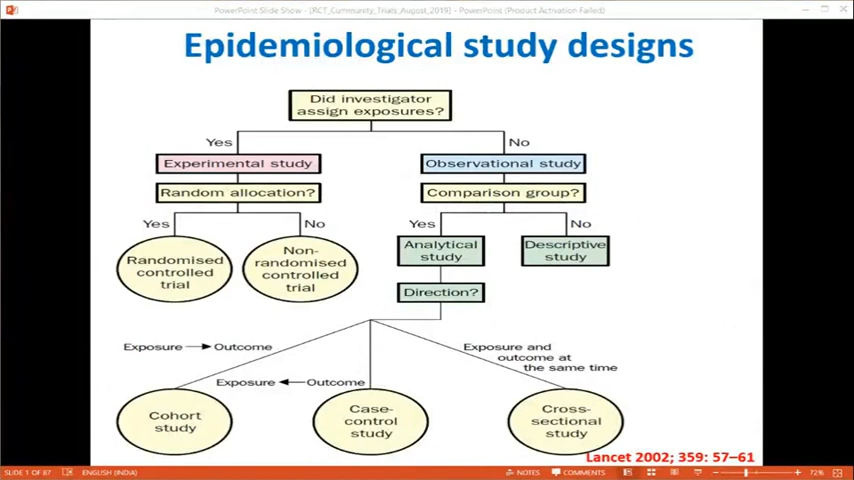 PowerPoint Slide Show - [RCT_Cummunity_Trials_August_2019] - PowerPoint (Product Activation Failed)
Epidemiological study designs
Did investigator
assign exposures?
Yes
No
Experimental study
Observational study
Random allocation?
Comparison group?
Yes
No
Yes
No
Randomised
controlled
trial
Non-
randomised
controlled
trial
Analytical
study
Descriptive
study
Direction?
Exposure
Outcome
Exposure
Outcome
Exposure and
outcome at
the same time
Cohort
study
Case-
control
study
Cross-
sectional
study
Lancet 2002; 359: 57–61
SLIDE 1 OF 87
ENGLISH (INDIA)
NOTES
COMMENTS
72%